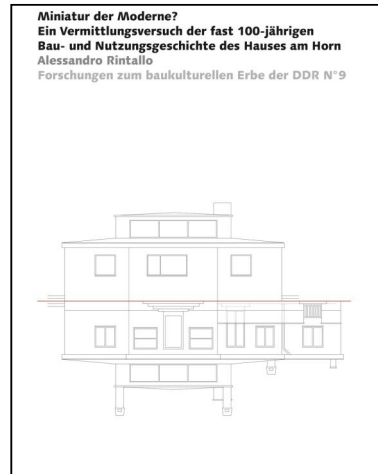 Miniatur der Moderne?
Ein Vermittlungsversuch der fast 100-jährigen
Bau- und Nutzungsgeschichte des Hauses am Horn
Alessandro Rintallo
Forschungen zum baukulturellen Erbe der DDR N°9